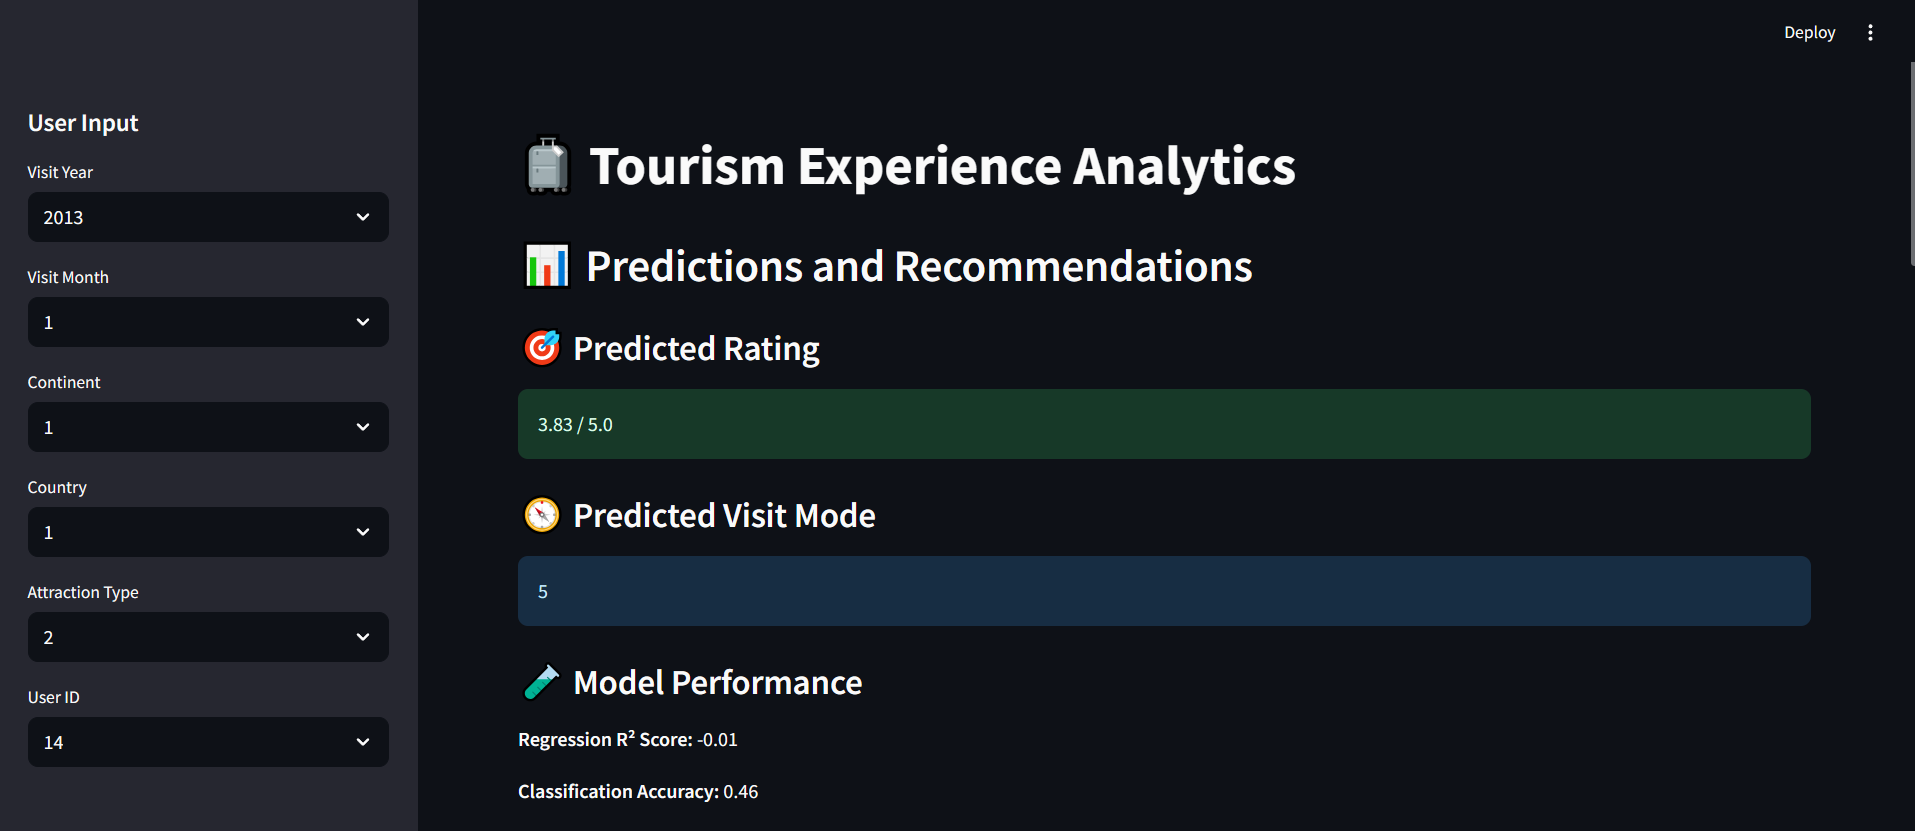 Deploy
User Input
Visit Year
2013
Visit Month
1
Continent
1
Country
1
Attraction Type
2
User ID
14
Tourism Experience Analytics
Predictions and Recommendations
Predicted Rating
3.83 / 5.0
Predicted Visit Mode
5
Model Performance
Regression R² Score: -0.01
Classification Accuracy: 0.46